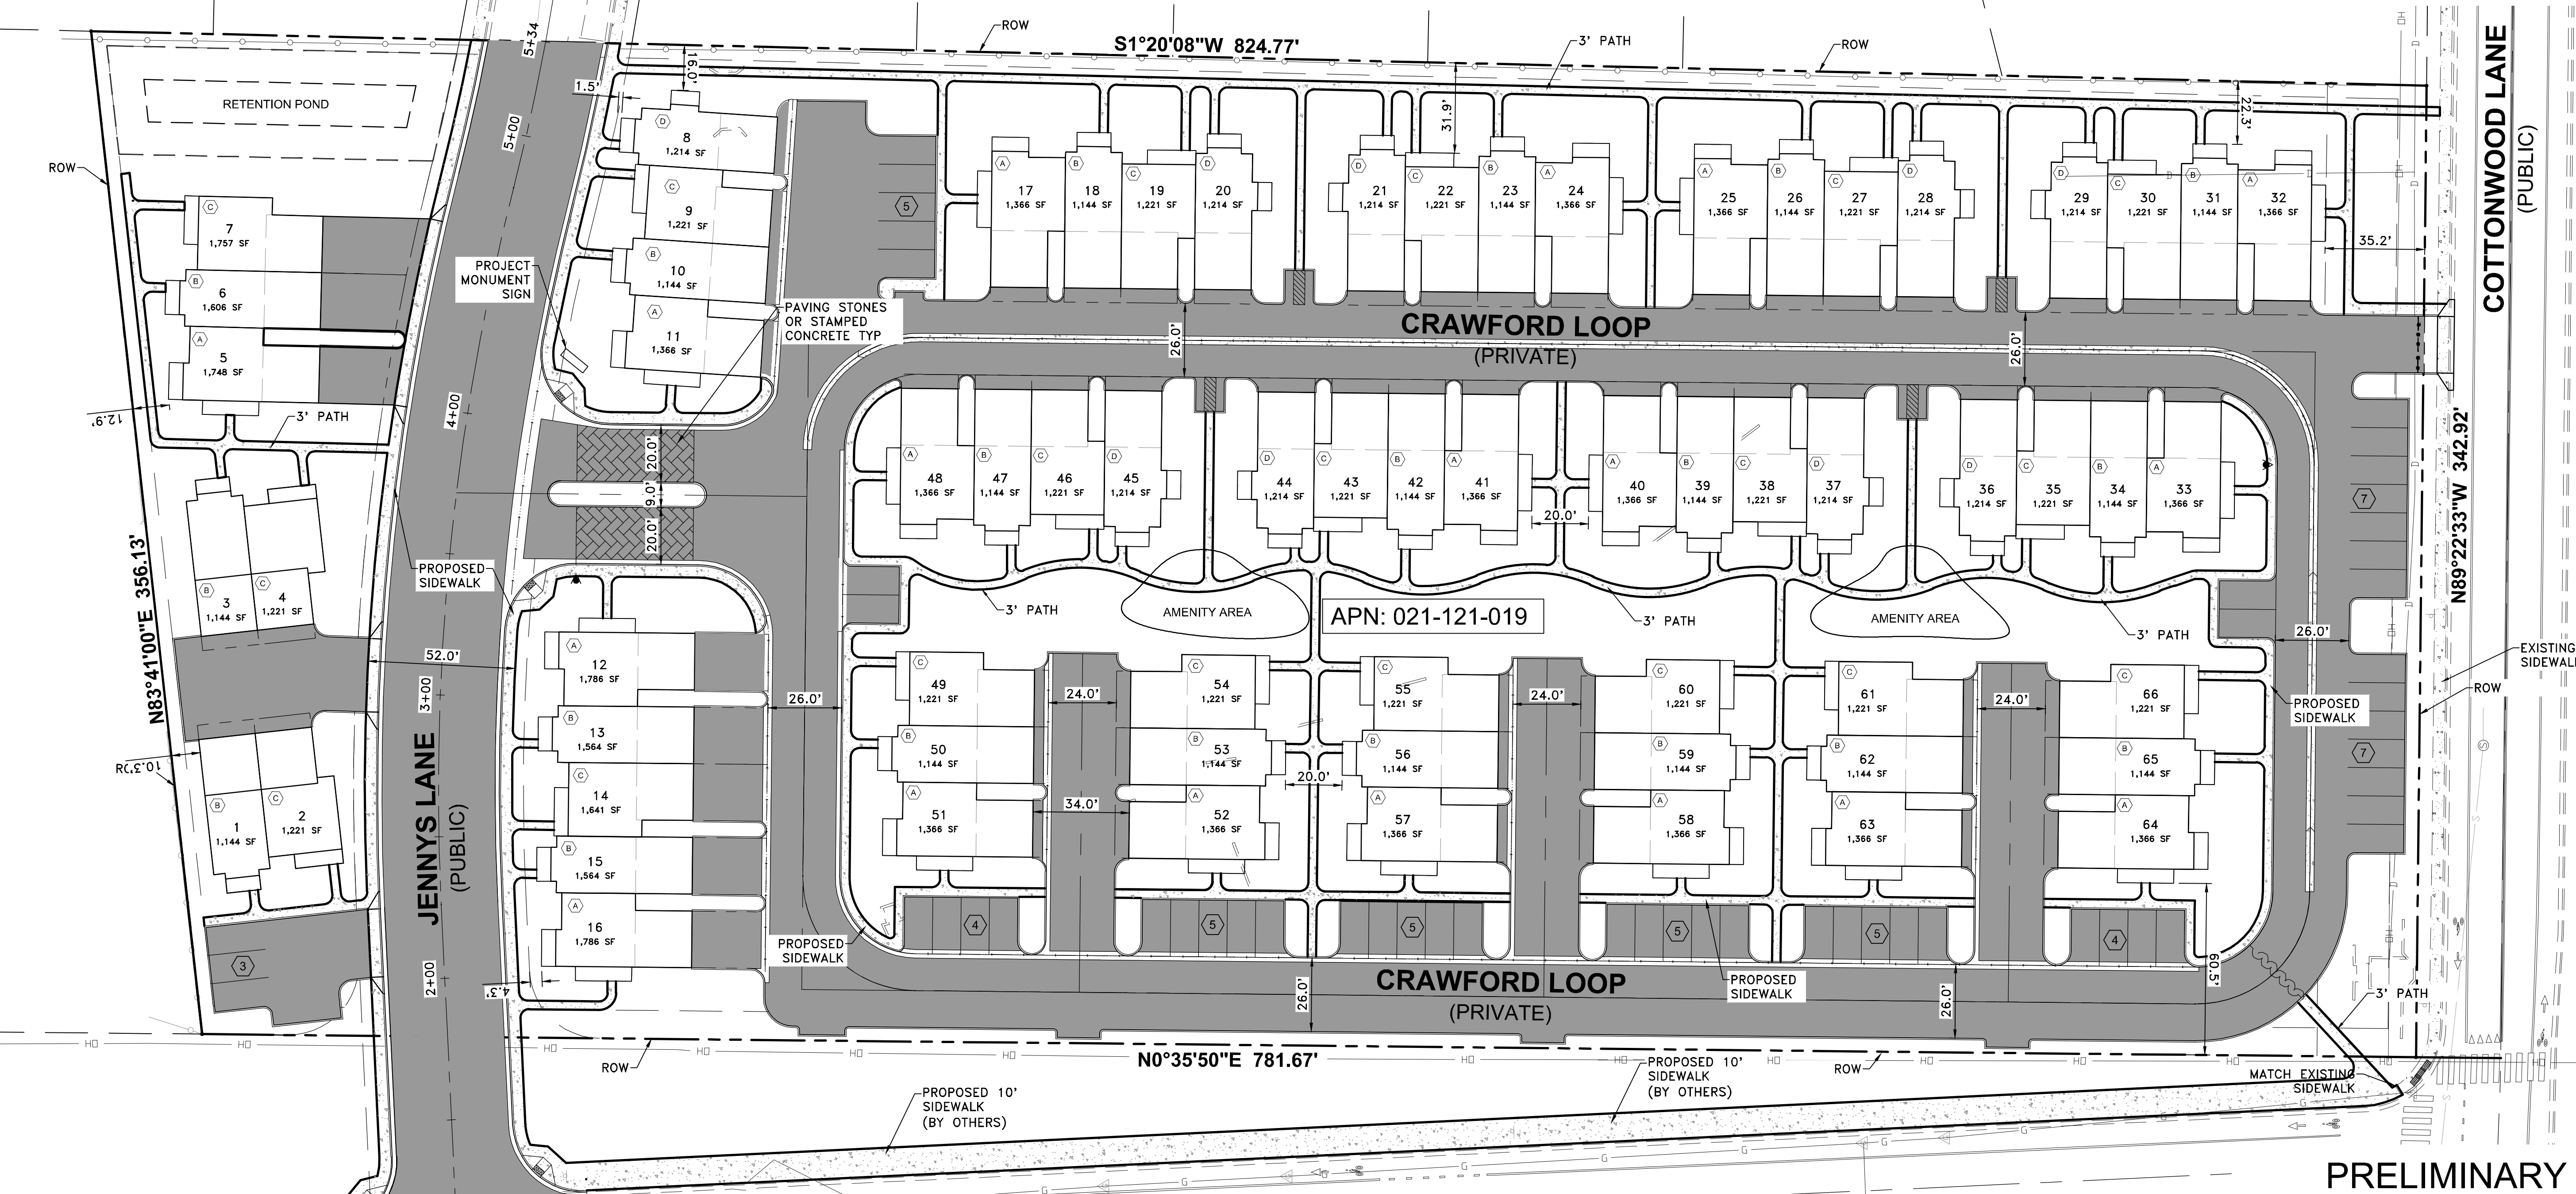 S1°20'08"W 824.77'
ROW
3' PATH
ROW
5+34
16.0'
1.5'
RETENTION POND
ROW
5+00
31.9'
22.3'
COTTONWOOD LANE
(PUBLIC)
C
7
1,757 SF
B
6
1,606 SF
A
5
1,748 SF
D
8
1,214 SF
C
9
1,221 SF
B
10
1,144 SF
A
11
1,366 SF
5
A
17
1,366 SF
B
18
1,144 SF
C
19
1,221 SF
D
20
1,214 SF
D
21
1,214 SF
C
22
1,221 SF
B
23
1,144 SF
A
24
1,366 SF
A
25
1,366 SF
B
26
1,144 SF
C
27
1,221 SF
D
28
1,214 SF
D
29
1,214 SF
C
30
1,221 SF
B
31
1,144 SF
A
32
1,366 SF
35.2'
PROJECT
MONUMENT
SIGN
PAVING STONES
OR STAMPED
CONCRETE TYP
26.0'
CRAWFORD LOOP
(PRIVATE)
26.0'
12.9'
3' PATH
4+00
20.0'
9.0'
20.0'
N83°41'00"E 356.13'
PROPOSED
SIDEWALK
A
48
1,366 SF
B
47
1,144 SF
C
46
1,221 SF
D
45
1,214 SF
D
44
1,214 SF
C
43
1,221 SF
B
42
1,144 SF
A
41
1,366 SF
20.0'
A
40
1,366 SF
B
39
1,144 SF
C
38
1,221 SF
D
37
1,214 SF
D
36
1,214 SF
C
35
1,221 SF
B
34
1,144 SF
A
33
1,366 SF
7
N89°22'33"W 342.92'
B
3
1,144 SF
C
4
1,221 SF
3' PATH
AMENITY AREA
APN: 021-121-019
3' PATH
AMENITY AREA
3' PATH
26.0'
EXISTING
SIDEWALK
ROW
PROPOSED
SIDEWALK
52.0'
3+00
10.3'
B
1
1,144 SF
C
2
1,221 SF
JENNYS LANE
(PUBLIC)
A
12
1,786 SF
B
13
1,564 SF
C
14
1,641 SF
B
15
1,564 SF
A
16
1,786 SF
26.0'
C
49
1,221 SF
B
50
1,144 SF
A
51
1,366 SF
24.0'
34.0'
C
54
1,221 SF
B
53
1,144 SF
A
52
1,366 SF
20.0'
C
55
1,221 SF
B
56
1,144 SF
A
57
1,366 SF
24.0'
C
60
1,221 SF
B
59
1,144 SF
A
58
1,366 SF
C
61
1,221 SF
B
62
1,144 SF
A
63
1,366 SF
24.0'
C
66
1,221 SF
B
65
1,144 SF
A
64
1,366 SF
7
3
2+00
4.3'
PROPOSED
SIDEWALK
4
5
5
5
5
4
60.5'
26.0'
CRAWFORD LOOP
(PRIVATE)
PROPOSED
SIDEWALK
26.0'
3' PATH
ROW
N0°35'50"E 781.67'
ROW
PROPOSED 10'
SIDEWALK
(BY OTHERS)
PROPOSED 10'
SIDEWALK
(BY OTHERS)
MATCH EXISTING
SIDEWALK
PRELIMINARY